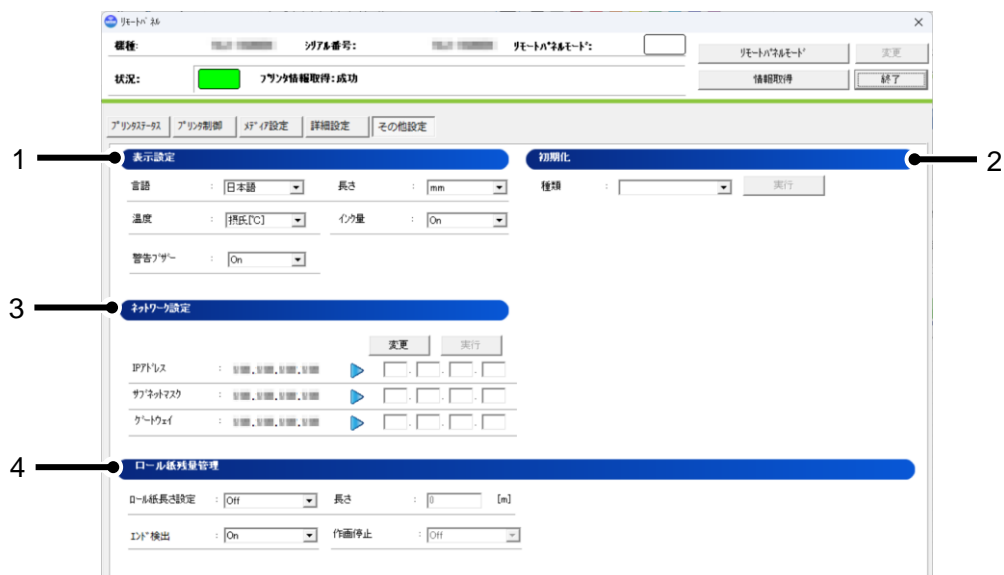 ﾘﾓｰﾄﾊﾟﾈﾙ
機種: ｼﾘｱﾙ番号: ﾘﾓｰﾄﾊﾟﾈﾙﾓｰﾄﾞ:
ﾘﾓｰﾄﾊﾟﾈﾙﾓｰﾄﾞ 変更
状況: ﾌﾟﾘﾝﾀ情報取得:成功
情報取得 終了
ﾌﾟﾘﾝﾀｽﾃｰﾀｽ ﾌﾟﾘﾝﾀ制御 ﾒﾃﾞｨｱ設定 詳細設定 その他設定
1 表示設定
初期化 2
言語 : 日本語 長さ : mm
種類 : 実行
温度 : 摂氏[℃] ｲﾝｸ量 : On
警告ﾌﾞｻﾞｰ : On
3 ﾈｯﾄﾜｰｸ設定
変更 実行
IPｱﾄﾞﾚｽ :
ｻﾌﾞﾈｯﾄﾏｽｸ :
ｹﾞｰﾄｳｪｲ :
4 ロール紙残量管理
ﾛｰﾙ紙長さ設定 : Off 長さ : 0 [m]
ｴﾝﾄﾞ検出 : On 作画停止 : Off